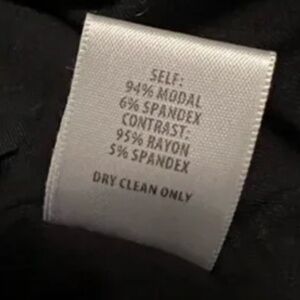 SELF:
94% MODAL
6% SPANDEX
CONTRAST:
95% RAYON
5% SPANDEX
DRY CLEAN ONLY